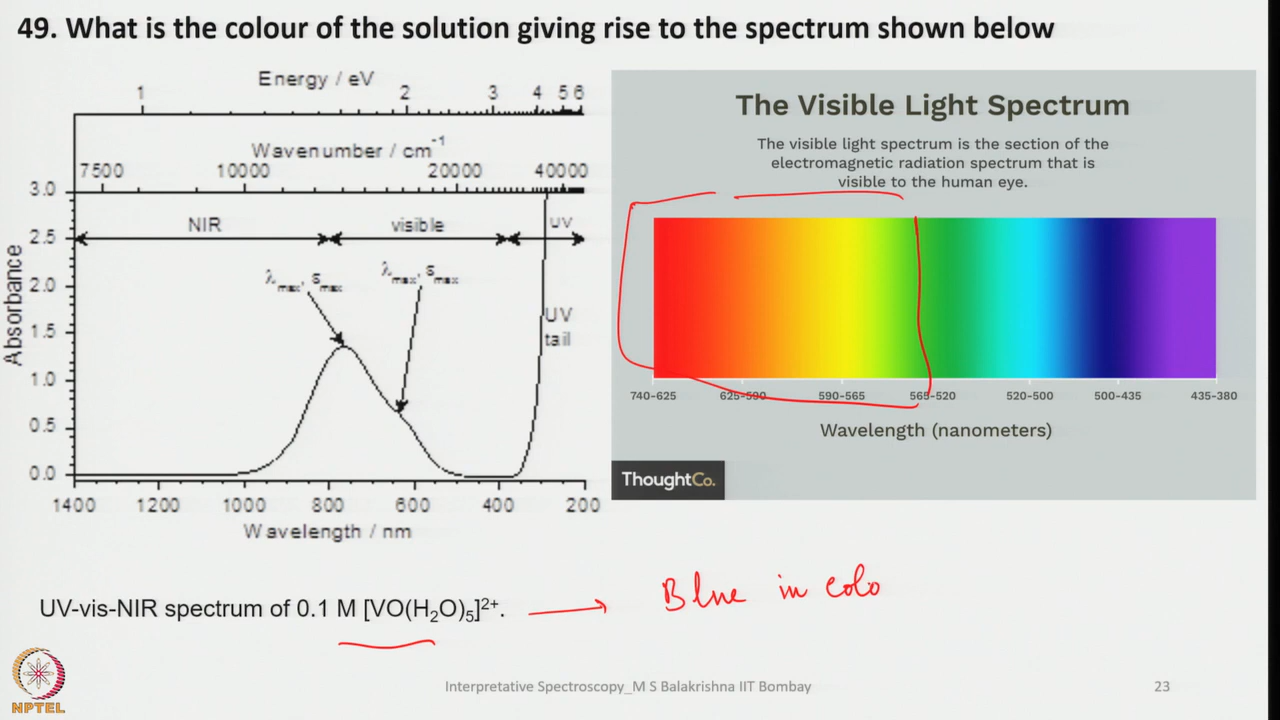 49. What is the colour of the solution giving rise to the spectrum shown below
Energy / eV
1 2 3 4 5 6
Wavenumber / cm⁻¹
7500 10000 20000 40000
3.0
NIR visible UV
2.5
λmax, εmax λmax, εmax
2.0
UV
tail
1.5
1.0
0.5
0.0
Absorbance
1400 1200 1000 800 600 400 200
Wavelength / nm
The Visible Light Spectrum
The visible light spectrum is the section of the
electromagnetic radiation spectrum that is
visible to the human eye.
740-625 625-590 590-565 565-520 520-500 500-435 435-380
Wavelength (nanometers)
ThoughtCo.
UV-vis-NIR spectrum of 0.1 M [VO(H₂O)₅]²⁺.
Blue in colo
NPTEL
Interpretative Spectroscopy_M S Balakrishna IIT Bombay
23